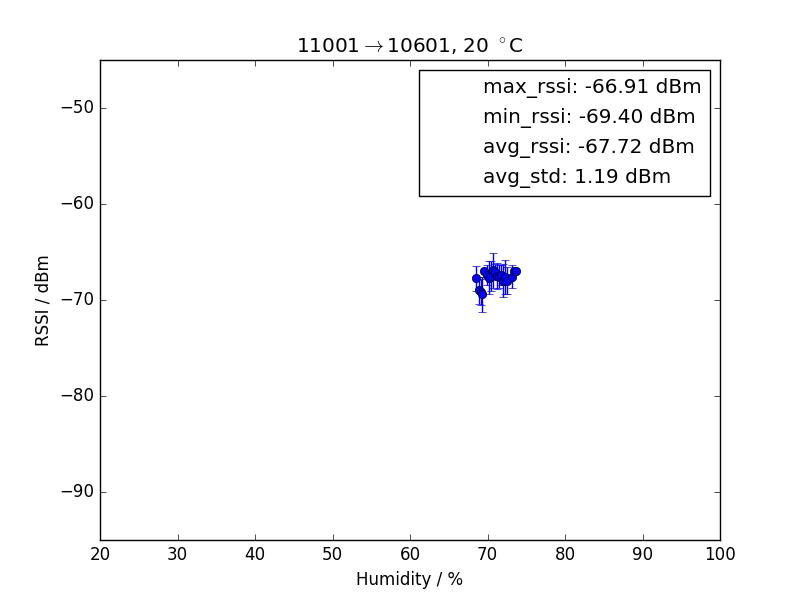 11001→10601, 20 °C
max_rssi: -66.91 dBm
min_rssi: -69.40 dBm
avg_rssi: -67.72 dBm
avg_std: 1.19 dBm
−50
−60
−70
−80
−90
RSSI / dBm
20 30 40 50 60 70 80 90 100
Humidity / %